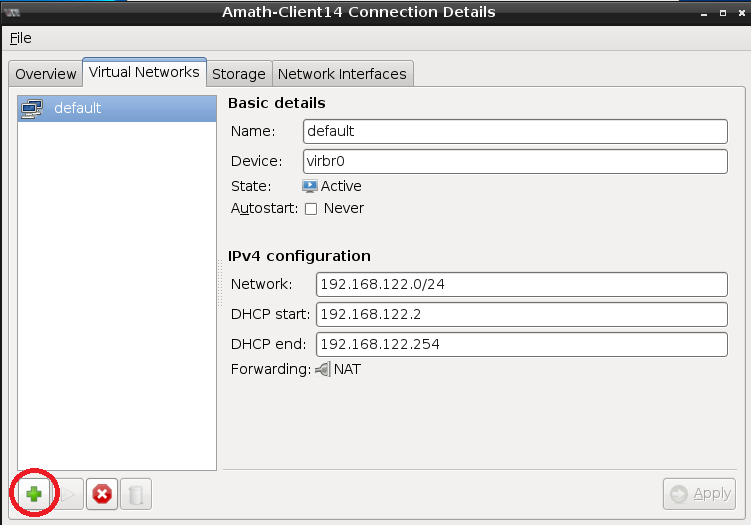 Amath-Client14 Connection Details
File
Overview Virtual Networks Storage Network Interfaces
default
Basic details
Name: default
Device: virbr0
State: Active
Autostart: Never
IPv4 configuration
Network: 192.168.122.0/24
DHCP start: 192.168.122.2
DHCP end: 192.168.122.254
Forwarding: NAT
Apply